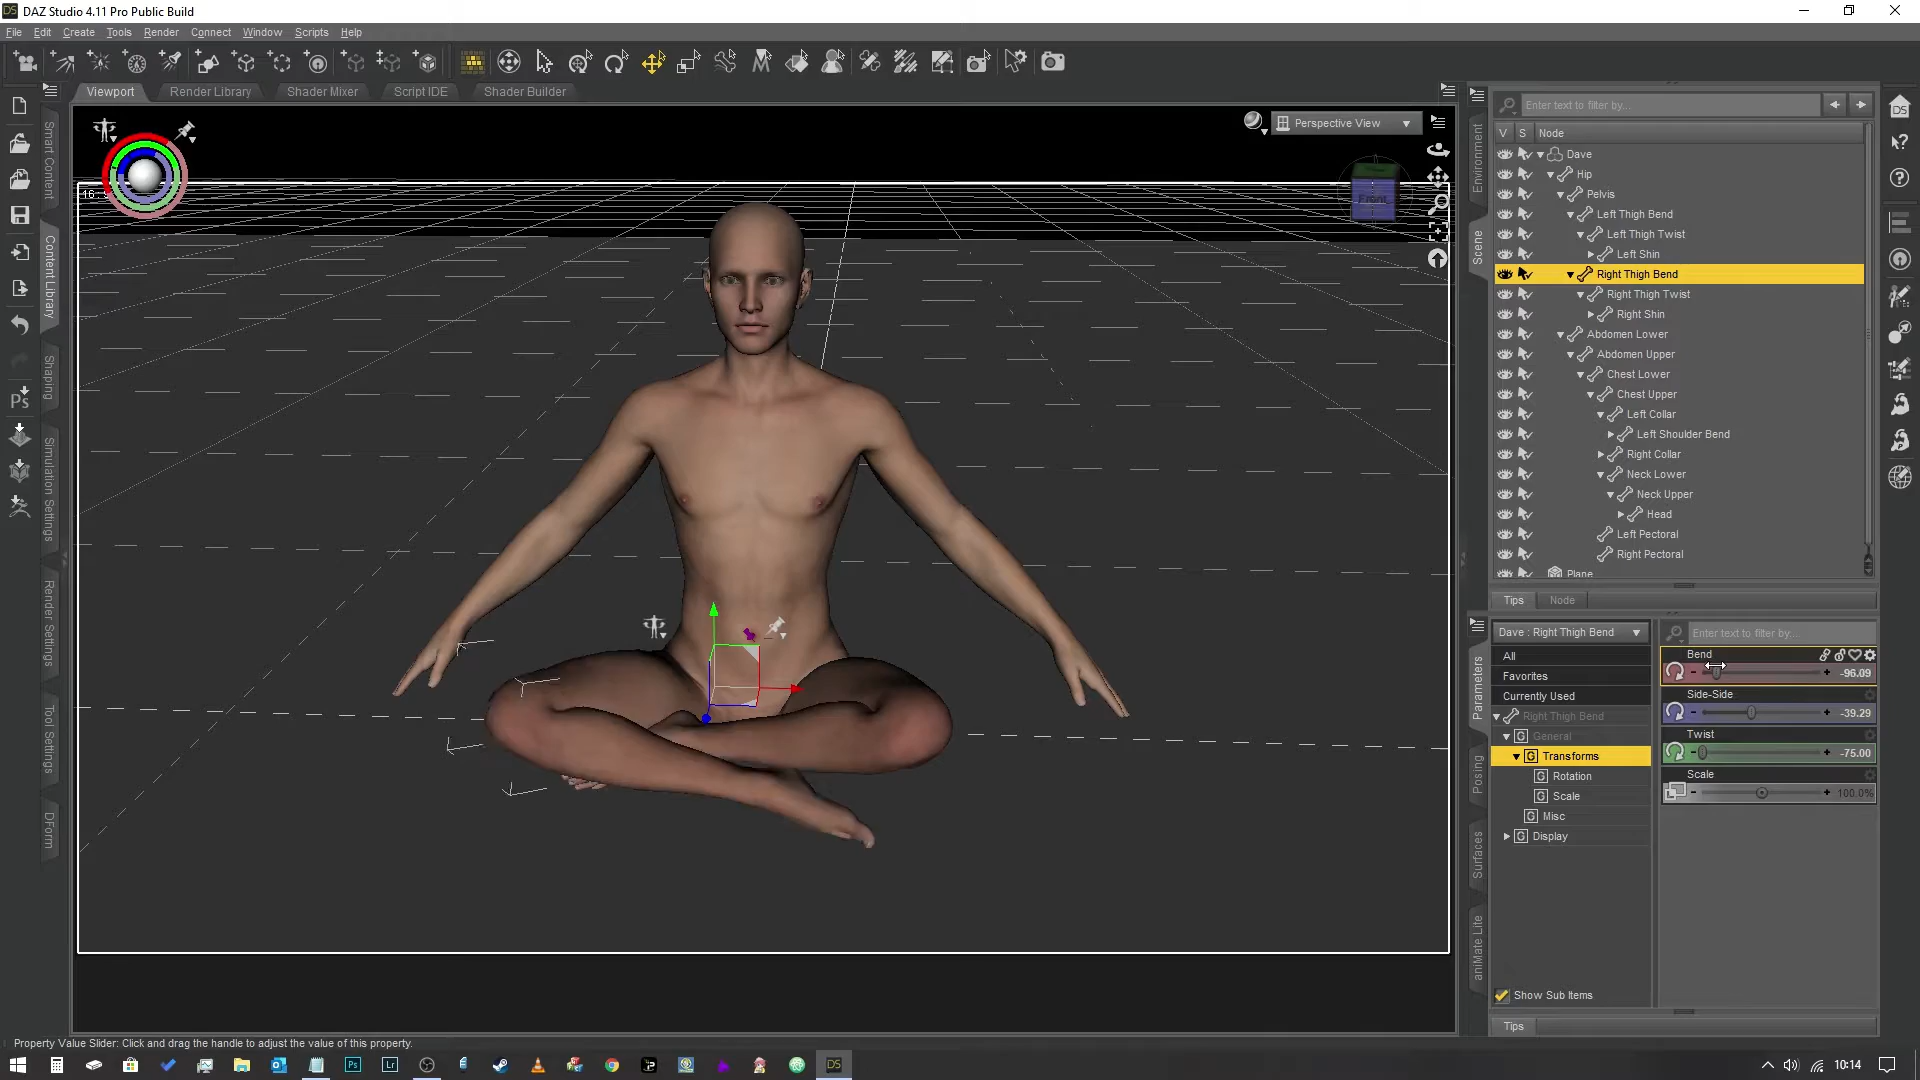 DAZ Studio 4.11 Pro Public Build
File Edit Create Tools Render Connect Window Scripts Help
Viewport Render Library Shader Mixer Script IDE Shader Builder
Smart Content
Content Library
Shaping
Simulation Settings
Render Settings
Tool Settings
DForm
Perspective View
Front
Environment
Scene
Enter text to filter by...
V S Node
Dave
Hip
Pelvis
Left Thigh Bend
Left Thigh Twist
Left Shin
Right Thigh Bend
Right Thigh Twist
Right Shin
Abdomen Lower
Abdomen Upper
Chest Lower
Chest Upper
Left Collar
Left Shoulder Bend
Right Collar
Neck Lower
Neck Upper
Head
Left Pectoral
Right Pectoral
Plane
Tips Node
Parameters
Posing
Surfaces
aniMate Lite
Dave : Right Thigh Bend
Enter text to filter by...
All
Favorites
Currently Used
Right Thigh Bend
General
Transforms
Rotation
Scale
Misc
Display
Bend
-96.09
Side-Side
-39.29
Twist
-75.00
Scale
100.0%
Show Sub Items
Tips
Property Value Slider: Click and drag the handle to adjust the value of this property.
10:14